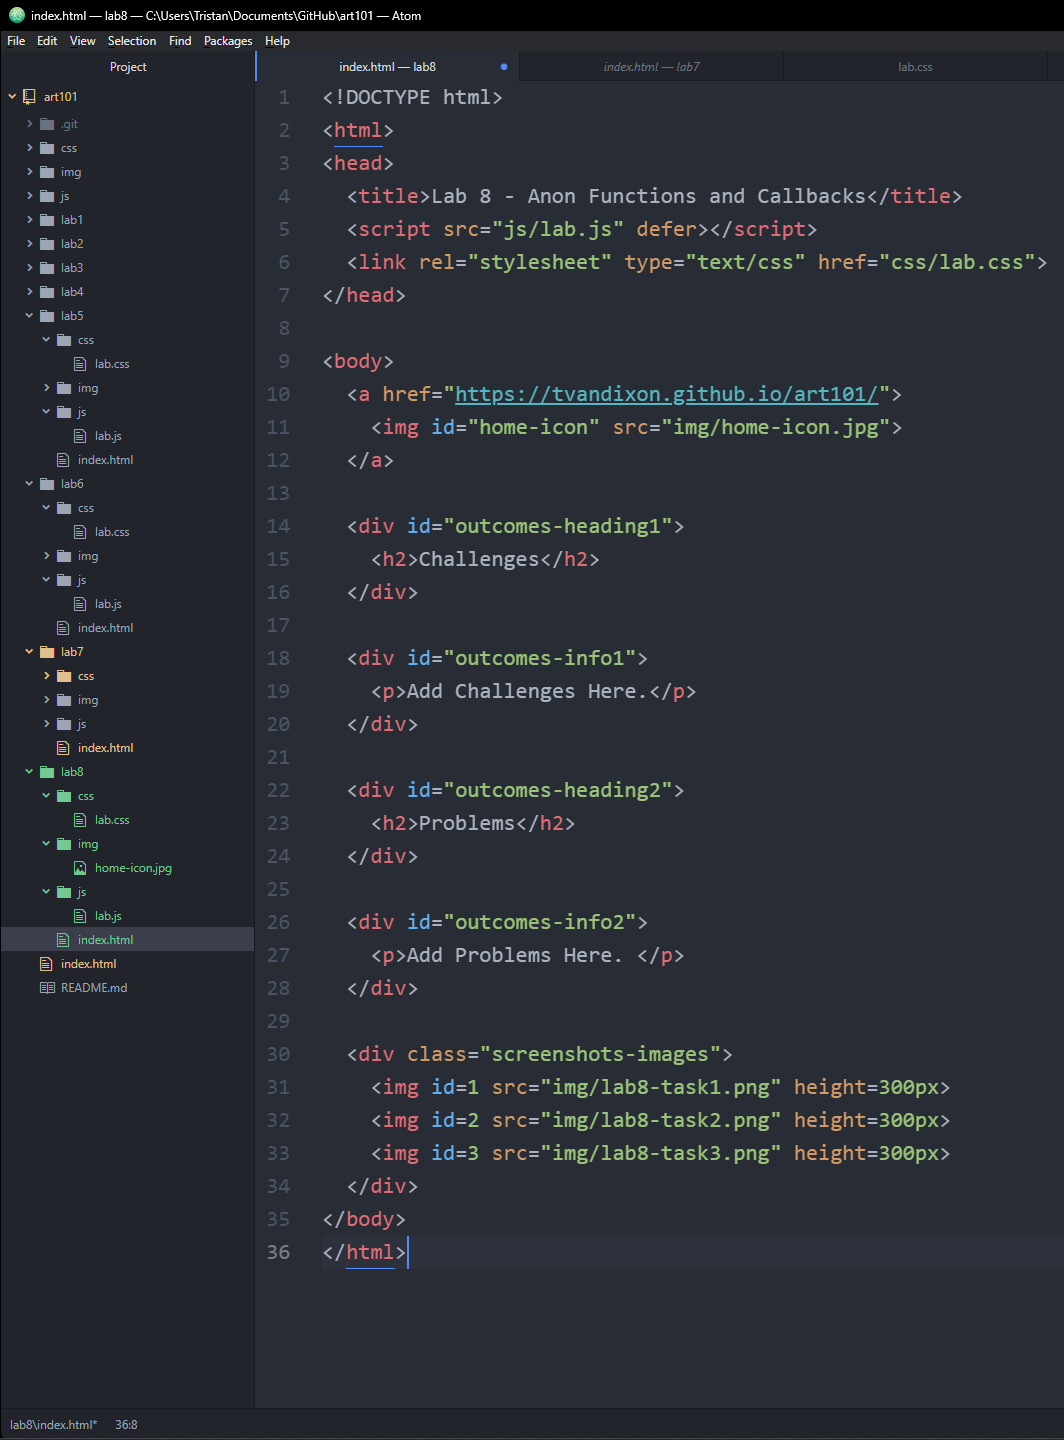 index.html — lab8 — C:\Users\Tristan\Documents\GitHub\art101 — Atom
File Edit View Selection Find Packages Help
Project
art101
.git
css
img
js
lab1
lab2
lab3
lab4
lab5
css
lab.css
img
js
lab.js
index.html
lab6
css
lab.css
img
js
lab.js
index.html
lab7
css
img
js
index.html
lab8
css
lab.css
img
home-icon.jpg
js
lab.js
index.html
index.html
README.md
index.html — lab8
index.html — lab7
lab.css
1 <!DOCTYPE html>
2 <html>
3 <head>
4   <title>Lab 8 - Anon Functions and Callbacks</title>
5   <script src="js/lab.js" defer></script>
6   <link rel="stylesheet" type="text/css" href="css/lab.css">
7 </head>
8
9 <body>
10   <a href="https://tvandixon.github.io/art101/">
11     <img id="home-icon" src="img/home-icon.jpg">
12   </a>
13
14   <div id="outcomes-heading1">
15     <h2>Challenges</h2>
16   </div>
17
18   <div id="outcomes-info1">
19     <p>Add Challenges Here.</p>
20   </div>
21
22   <div id="outcomes-heading2">
23     <h2>Problems</h2>
24   </div>
25
26   <div id="outcomes-info2">
27     <p>Add Problems Here. </p>
28   </div>
29
30   <div class="screenshots-images">
31     <img id=1 src="img/lab8-task1.png" height=300px>
32     <img id=2 src="img/lab8-task2.png" height=300px>
33     <img id=3 src="img/lab8-task3.png" height=300px>
34   </div>
35 </body>
36 </html>
lab8\index.html* 36:8